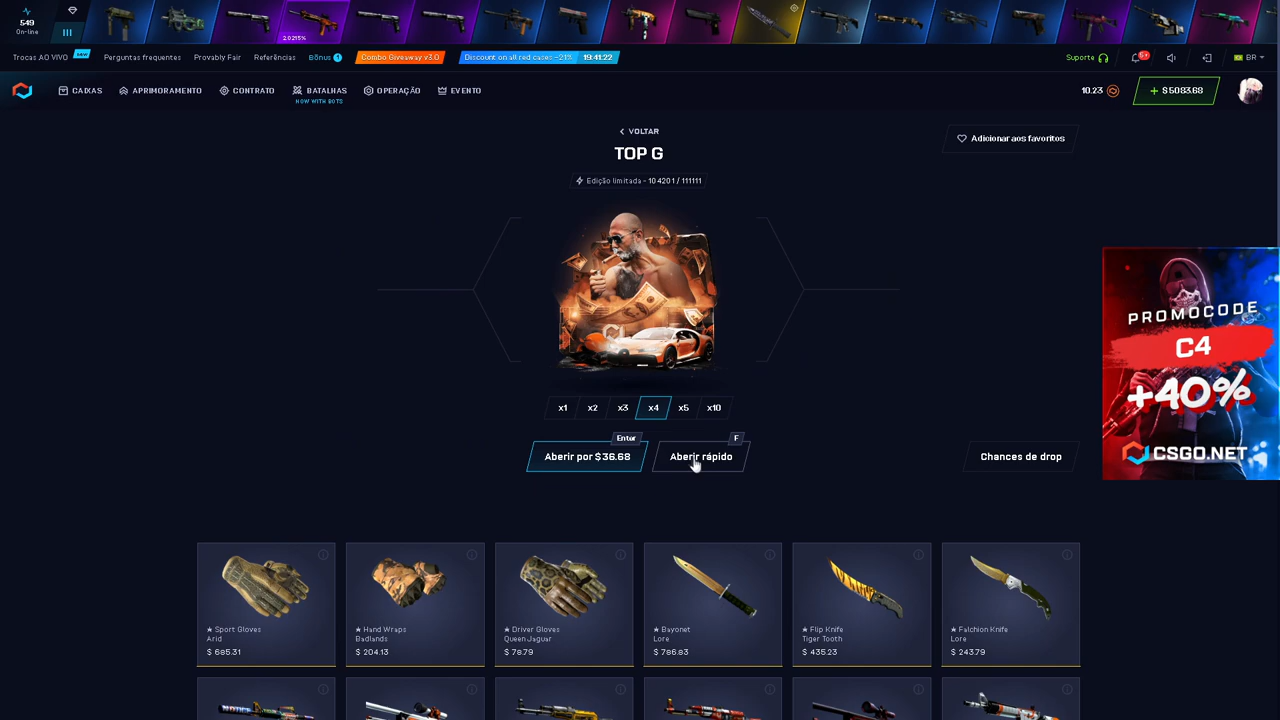 549
On-line
2.0215%
Trocas AO VIVO NEW
Perguntas frequentes
Provably Fair
Referências
Bônus 1
Combo Giveaway v3.0
Discount on all red cases -21% 19:41:22
Suporte
5+
BR
CAIXAS
APRIMORAMENTO
CONTRATO
BATALHAS
NOW WITH BOTS
OPERAÇÃO
EVENTO
10.23
+ $ 5083.68
VOLTAR
TOP G
Adicionar aos favoritos
Edição limitada - 104201 / 111111
x1 x2 x3 x4 x5 x10
Enter
F
Aberir por $ 36.68
Aberir rápido
Chances de drop
PROMOCODE
C4
+40%
CSGO.NET
★ Sport Gloves
Arid
$ 685.31
★ Hand Wraps
Badlands
$ 204.13
★ Driver Gloves
Queen Jaguar
$ 78.79
★ Bayonet
Lore
$ 786.83
★ Flip Knife
Tiger Tooth
$ 435.23
★ Falchion Knife
Lore
$ 243.79